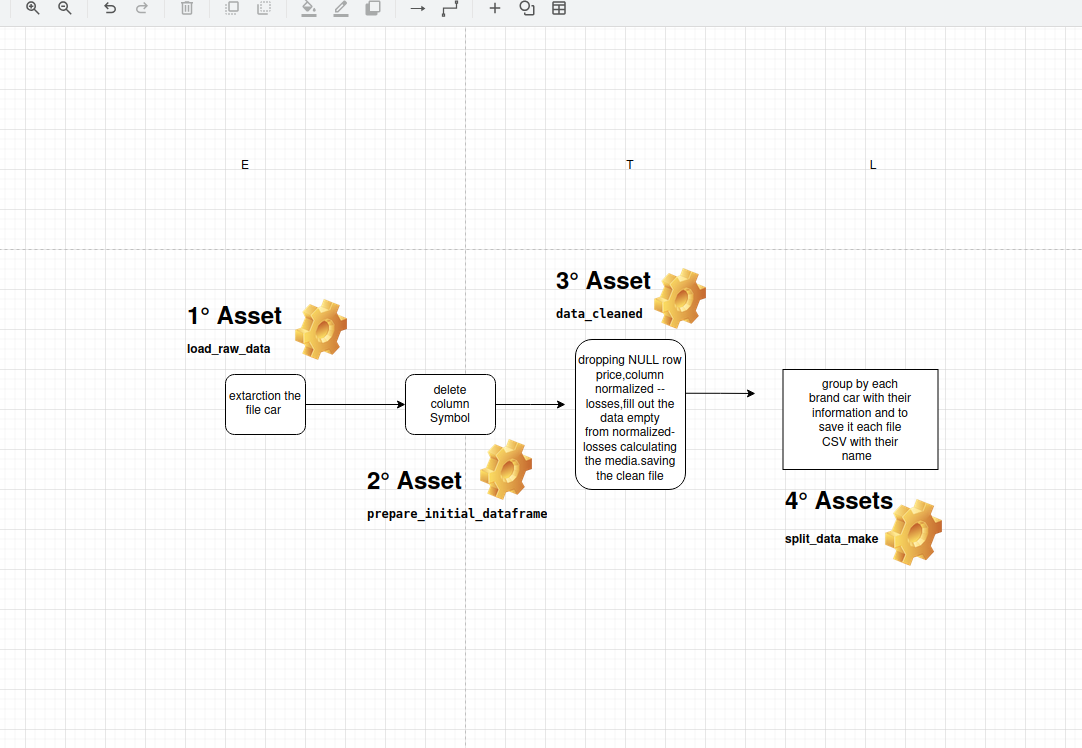 E
T
L
1° Asset
load_raw_data
extarction the
file car
delete
column
Symbol
2° Asset
prepare_initial_dataframe
3° Asset
data_cleaned
dropping NULL row
price,column
normalized --
losses,fill out the
data empty
from normalized-
losses calculating
the media.saving
the clean file
group by each
brand car with their
information and to
save it each file
CSV with their
name
4° Assets
split_data_make